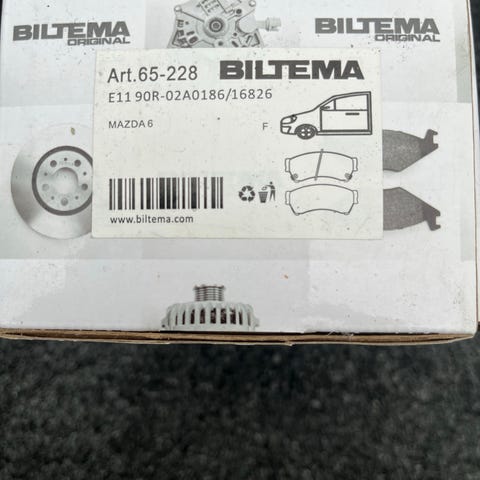 BILTEMA
ORIGINAL
BILTEMA
ORIGINAL
Art.65-228 BILTEMA
E11 90R-02A0186/16826
MAZDA 6 F
www.biltema.com